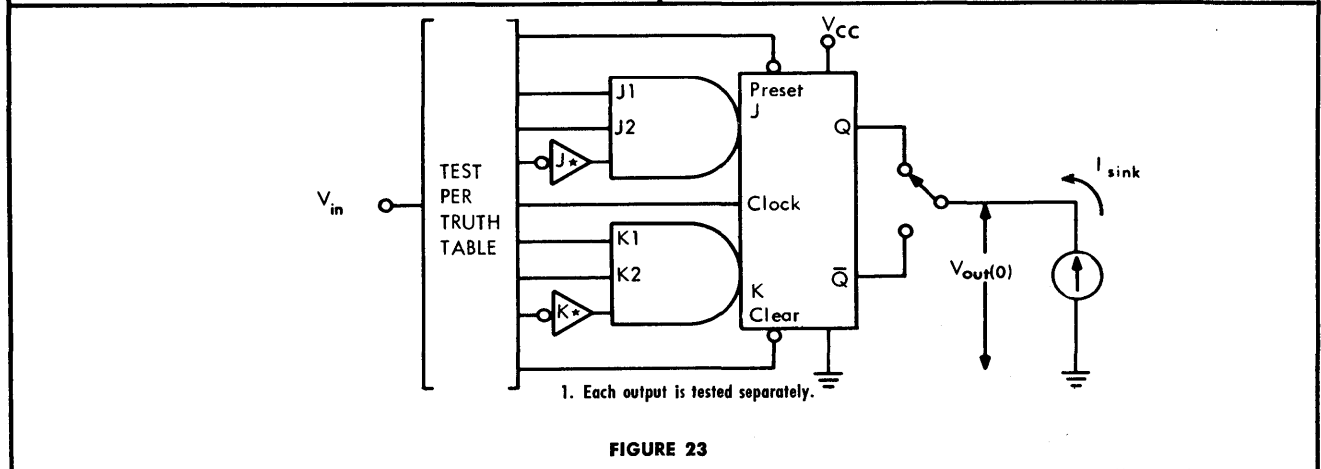 VCC
Preset
J1
J
J2
Q
TEST
PER
TRUTH
TABLE
J★
I sink
Vin
Clock
K1
K2
Vout(0)
Q̅
K
K★
Clear
1. Each output is tested separately.
FIGURE 23